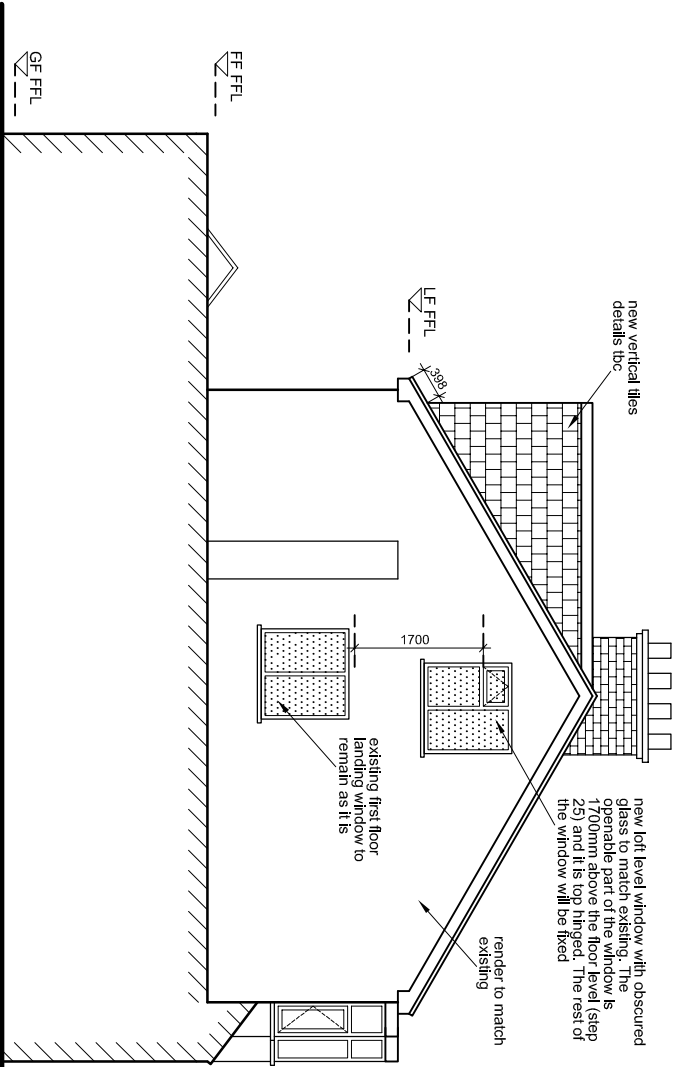 new vertical tiles
details tbc
new loft level window with obscured
glass to match existing. The
openable part of the window is
1700mm above the floor level (step
25) and it is top hinged. The rest of
the window will be fixed
398
LF FFL
1700
render to match
existing
existing first floor
landing window to
remain as it is
FF FFL
GF FFL